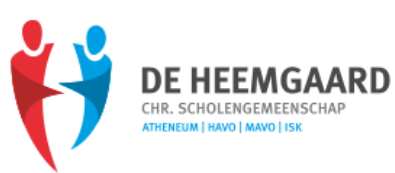 DE HEEMGAARD
CHR. SCHOLENGEMEENSCHAP
ATHENEUM | HAVO | MAVO | ISK